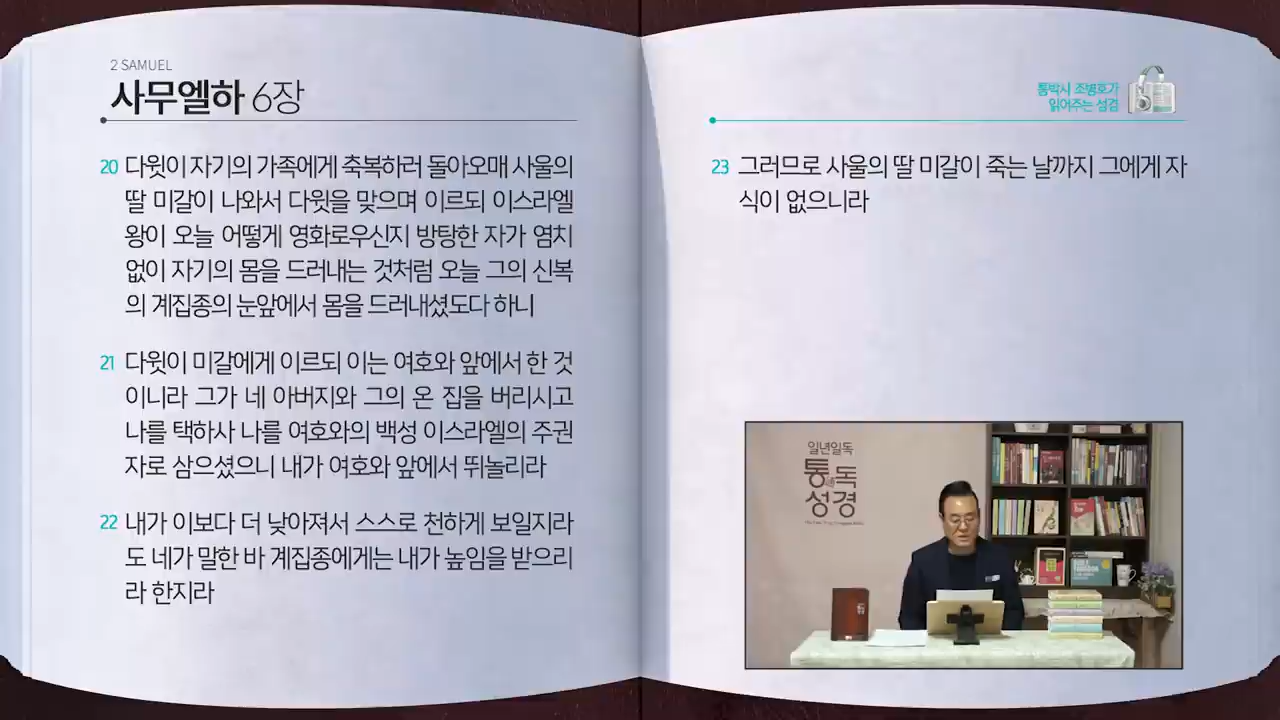 2 SAMUEL
사무엘하 6장
20 다윗이 자기의 가족에게 축복하러 돌아오매 사울의
딸 미갈이 나와서 다윗을 맞으며 이르되 이스라엘
왕이 오늘 어떻게 영화로우신지 방탕한 자가 염치
없이 자기의 몸을 드러내는 것처럼 오늘 그의 신복
의 계집종의 눈앞에서 몸을 드러내셨도다 하니
21 다윗이 미갈에게 이르되 이는 여호와 앞에서 한 것
이니라 그가 네 아버지와 그의 온 집을 버리시고
나를 택하사 나를 여호와의 백성 이스라엘의 주권
자로 삼으셨으니 내가 여호와 앞에서 뛰놀리라
22 내가 이보다 더 낮아져서 스스로 천하게 보일지라
도 네가 말한 바 계집종에게는 내가 높임을 받으리
라 한지라
통박사 조병호가
읽어주는 성경
23 그러므로 사울의 딸 미갈이 죽는 날까지 그에게 자
식이 없으니라
일년일독
통독
성경